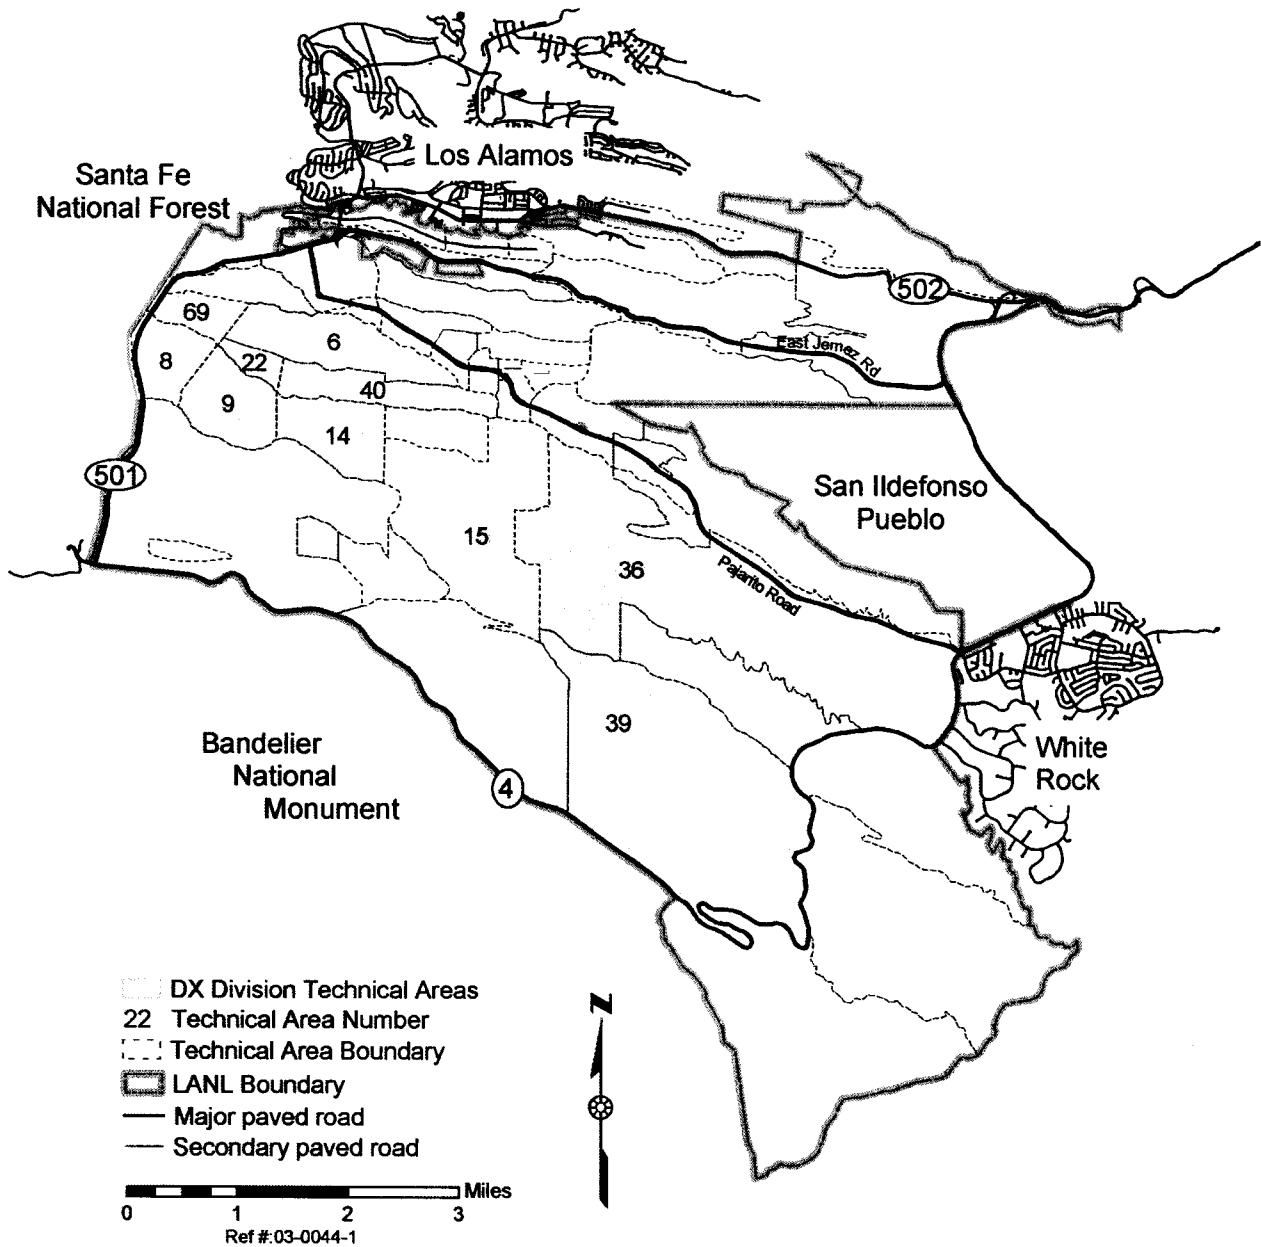 Los Alamos
Santa Fe
National Forest
502
69
6
East Jemez Rd
8
22
40
9
14
501
San Ildefonso
Pueblo
15
36
Pajarito Road
39
Bandelier
National
Monument
White
Rock
4
N
DX Division Technical Areas
22 Technical Area Number
Technical Area Boundary
LANL Boundary
Major paved road
Secondary paved road
Miles
0 1 2 3
Ref #:03-0044-1